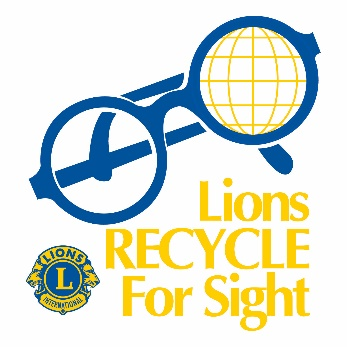 Lions
RECYCLE
For Sight
LIONS
L
INTERNATIONAL